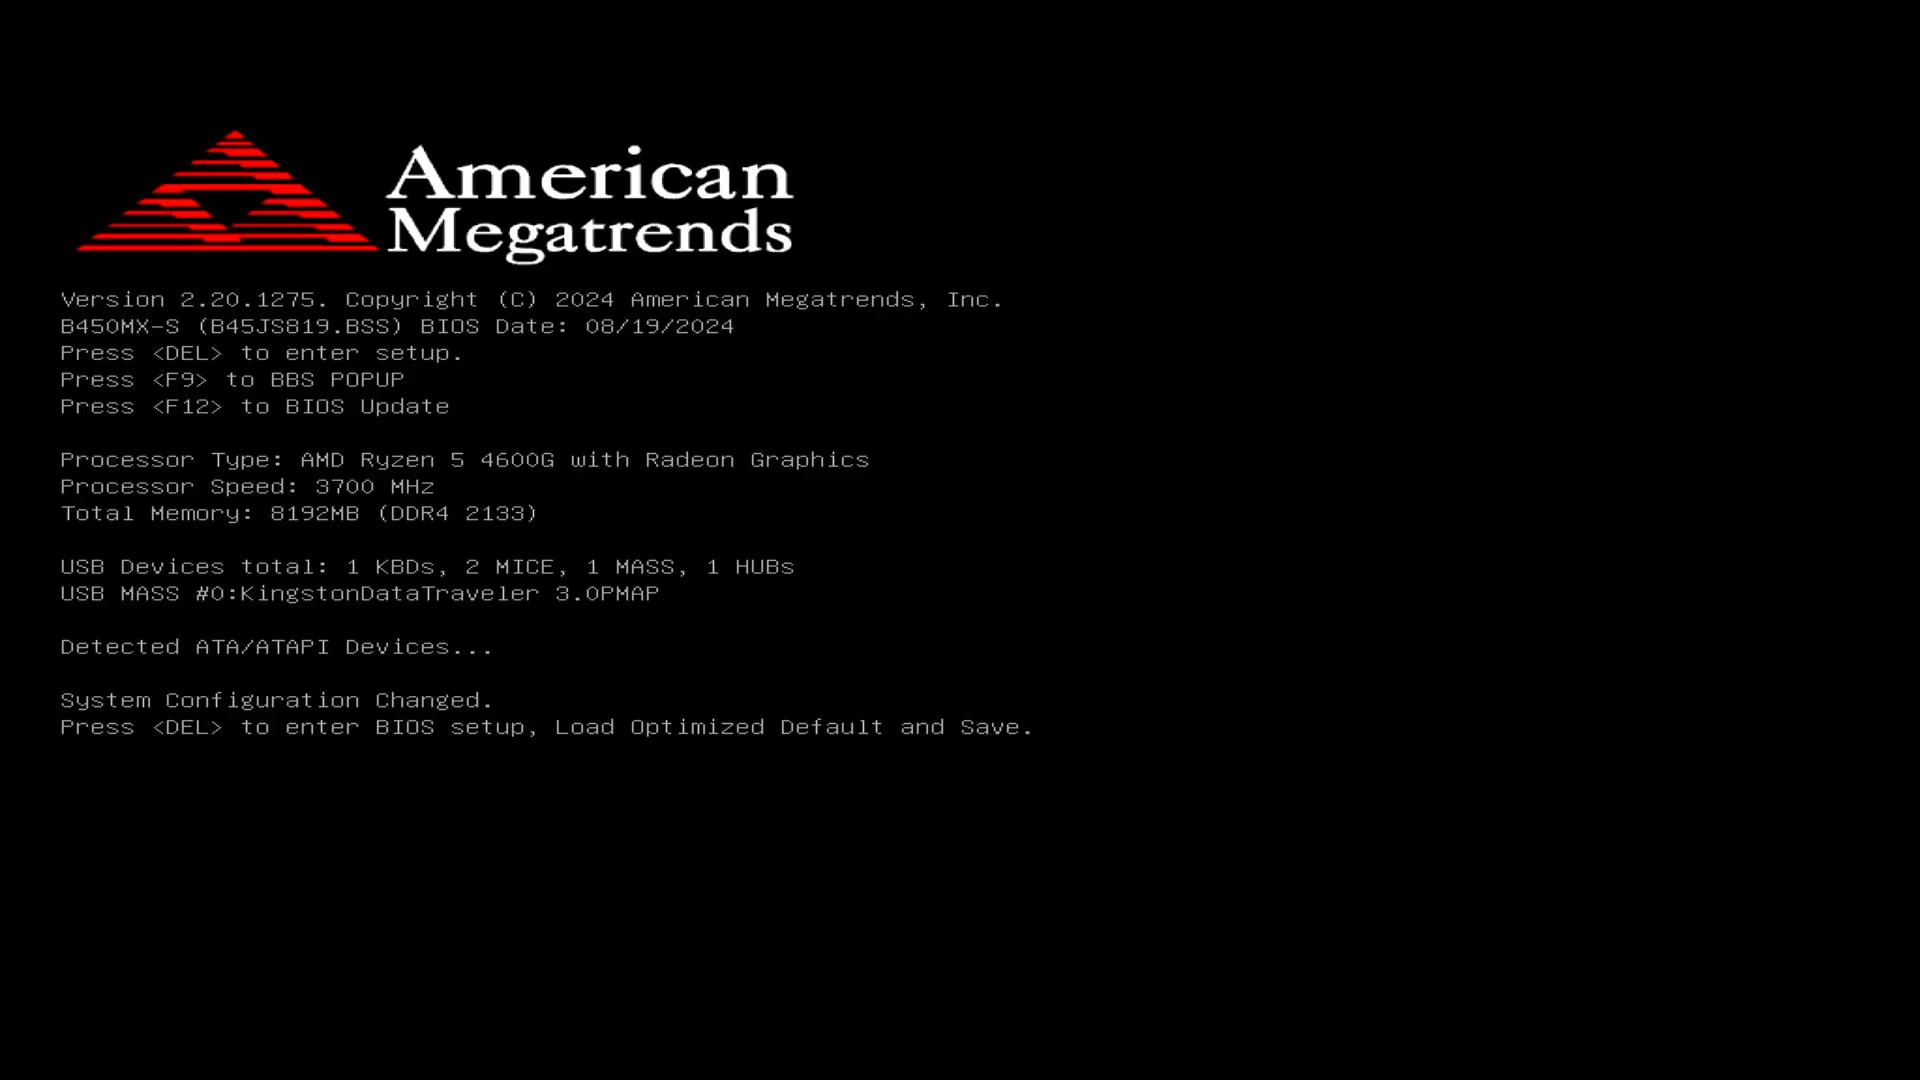 American
Megatrends
Version 2.20.1275. Copyright (C) 2024 American Megatrends, Inc.
B450MX-S (B45JS819.BSS) BIOS Date: 08/19/2024
Press <DEL> to enter setup.
Press <F9> to BBS POPUP
Press <F12> to BIOS Update
Processor Type: AMD Ryzen 5 4600G with Radeon Graphics
Processor Speed: 3700 MHz
Total Memory: 8192MB (DDR4 2133)
USB Devices total: 1 KBDs, 2 MICE, 1 MASS, 1 HUBs
USB MASS #0:KingstonDataTraveler 3.0PMAP
Detected ATA/ATAPI Devices...
System Configuration Changed.
Press <DEL> to enter BIOS setup, Load Optimized Default and Save.